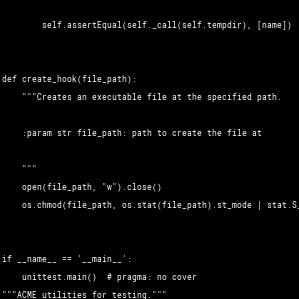 self.assertEqual(self._call(self.tempdir), [name])
def create_hook(file_path):
"""Creates an executable file at the specified path.
:param str file_path: path to create the file at
"""
open(file_path, "w").close()
os.chmod(file_path, os.stat(file_path).st_mode | stat.S_
if __name__ == '__main__':
unittest.main()  # pragma: no cover
"""ACME utilities for testing."""